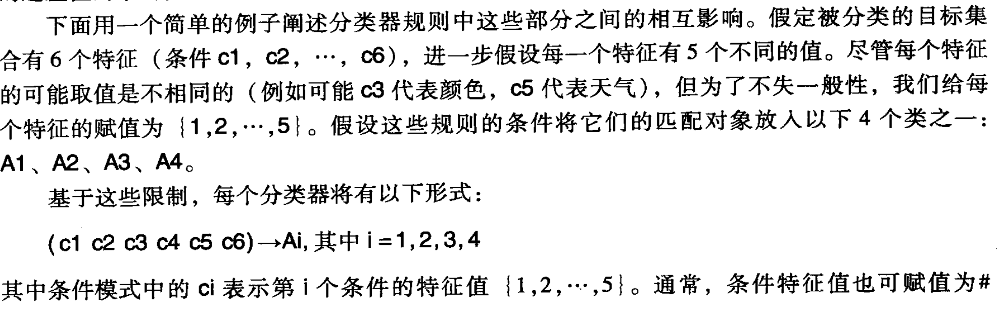 下面用一个简单的例子阐述分类器规则中这些部分之间的相互影响。假定被分类的目标集
合有 6 个特征（条件 c1，c2，…，c6），进一步假设每一个特征有 5 个不同的值。尽管每个特征
的可能取值是不相同的（例如可能 c3 代表颜色，c5 代表天气），但为了不失一般性，我们给每
个特征的赋值为 {1,2,…,5}。假设这些规则的条件将它们的匹配对象放入以下 4 个类之一：
A1、A2、A3、A4。
基于这些限制，每个分类器将有以下形式：
(c1 c2 c3 c4 c5 c6)→Ai, 其中 i=1,2,3,4
其中条件模式中的 ci 表示第 i 个条件的特征值 {1,2,…,5}。通常，条件特征值也可赋值为#